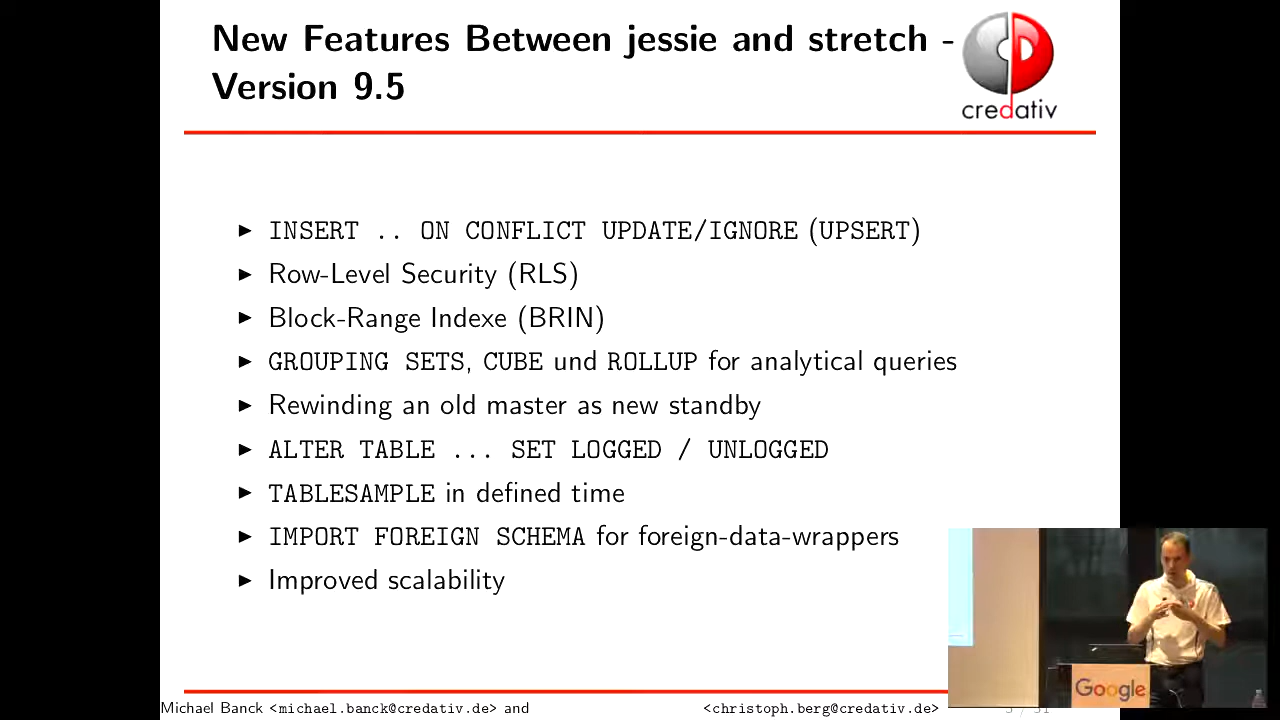 New Features Between jessie and stretch -
Version 9.5
credativ
► INSERT .. ON CONFLICT UPDATE/IGNORE (UPSERT)
► Row-Level Security (RLS)
► Block-Range Indexe (BRIN)
► GROUPING SETS, CUBE und ROLLUP for analytical queries
► Rewinding an old master as new standby
► ALTER TABLE ... SET LOGGED / UNLOGGED
► TABLESAMPLE in defined time
► IMPORT FOREIGN SCHEMA for foreign-data-wrappers
► Improved scalability
Google
Michael Banck <michael.banck@credativ.de> and <christoph.berg@credativ.de>